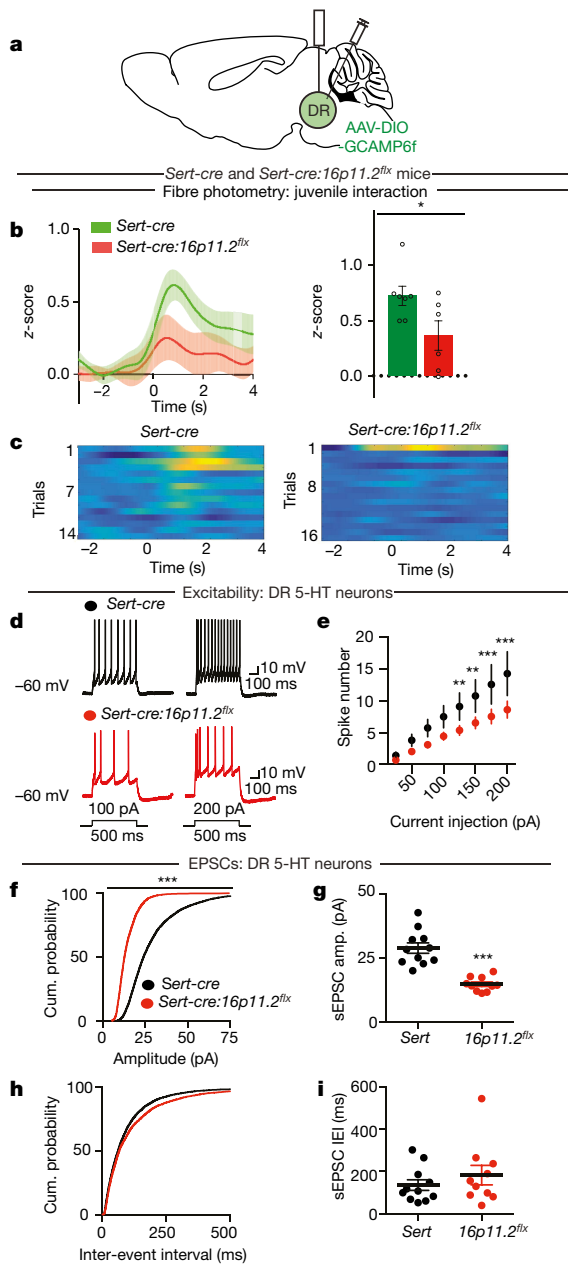 a
DR
AAV-DIO
-GCAMP6f
Sert-cre and Sert-cre:16p11.2flx mice
Fibre photometry: juvenile interaction
b
Sert-cre
Sert-cre:16p11.2flx
1.0
0.5
0.0
z-score
−2 0 2 4
Time (s)
*
1.0
0.5
0.0
z-score
c
Sert-cre
Sert-cre:16p11.2flx
1
7
14
Trials
−2 0 2 4
Time (s)
1
8
16
Trials
−2 0 2 4
Time (s)
Excitability: DR 5-HT neurons
d
Sert-cre
−60 mV
10 mV
100 ms
10 mV
100 ms
Sert-cre:16p11.2flx
−60 mV
10 mV
100 ms
100 pA
200 pA
500 ms
500 ms
e
20
15
10
5
0
Spike number
** ** *** ***
50 100 150 200
Current injection (pA)
EPSCs: DR 5-HT neurons
f
***
100
50
0
Cum. probability
Sert-cre
Sert-cre:16p11.2flx
0 25 50 75
Amplitude (pA)
g
50
25
0
sEPSC amp. (pA)
***
Sert 16p11.2flx
h
100
50
0
Cum. probability
0 250 500
Inter-event interval (ms)
i
600
400
200
0
sEPSC IEI (ms)
Sert 16p11.2flx